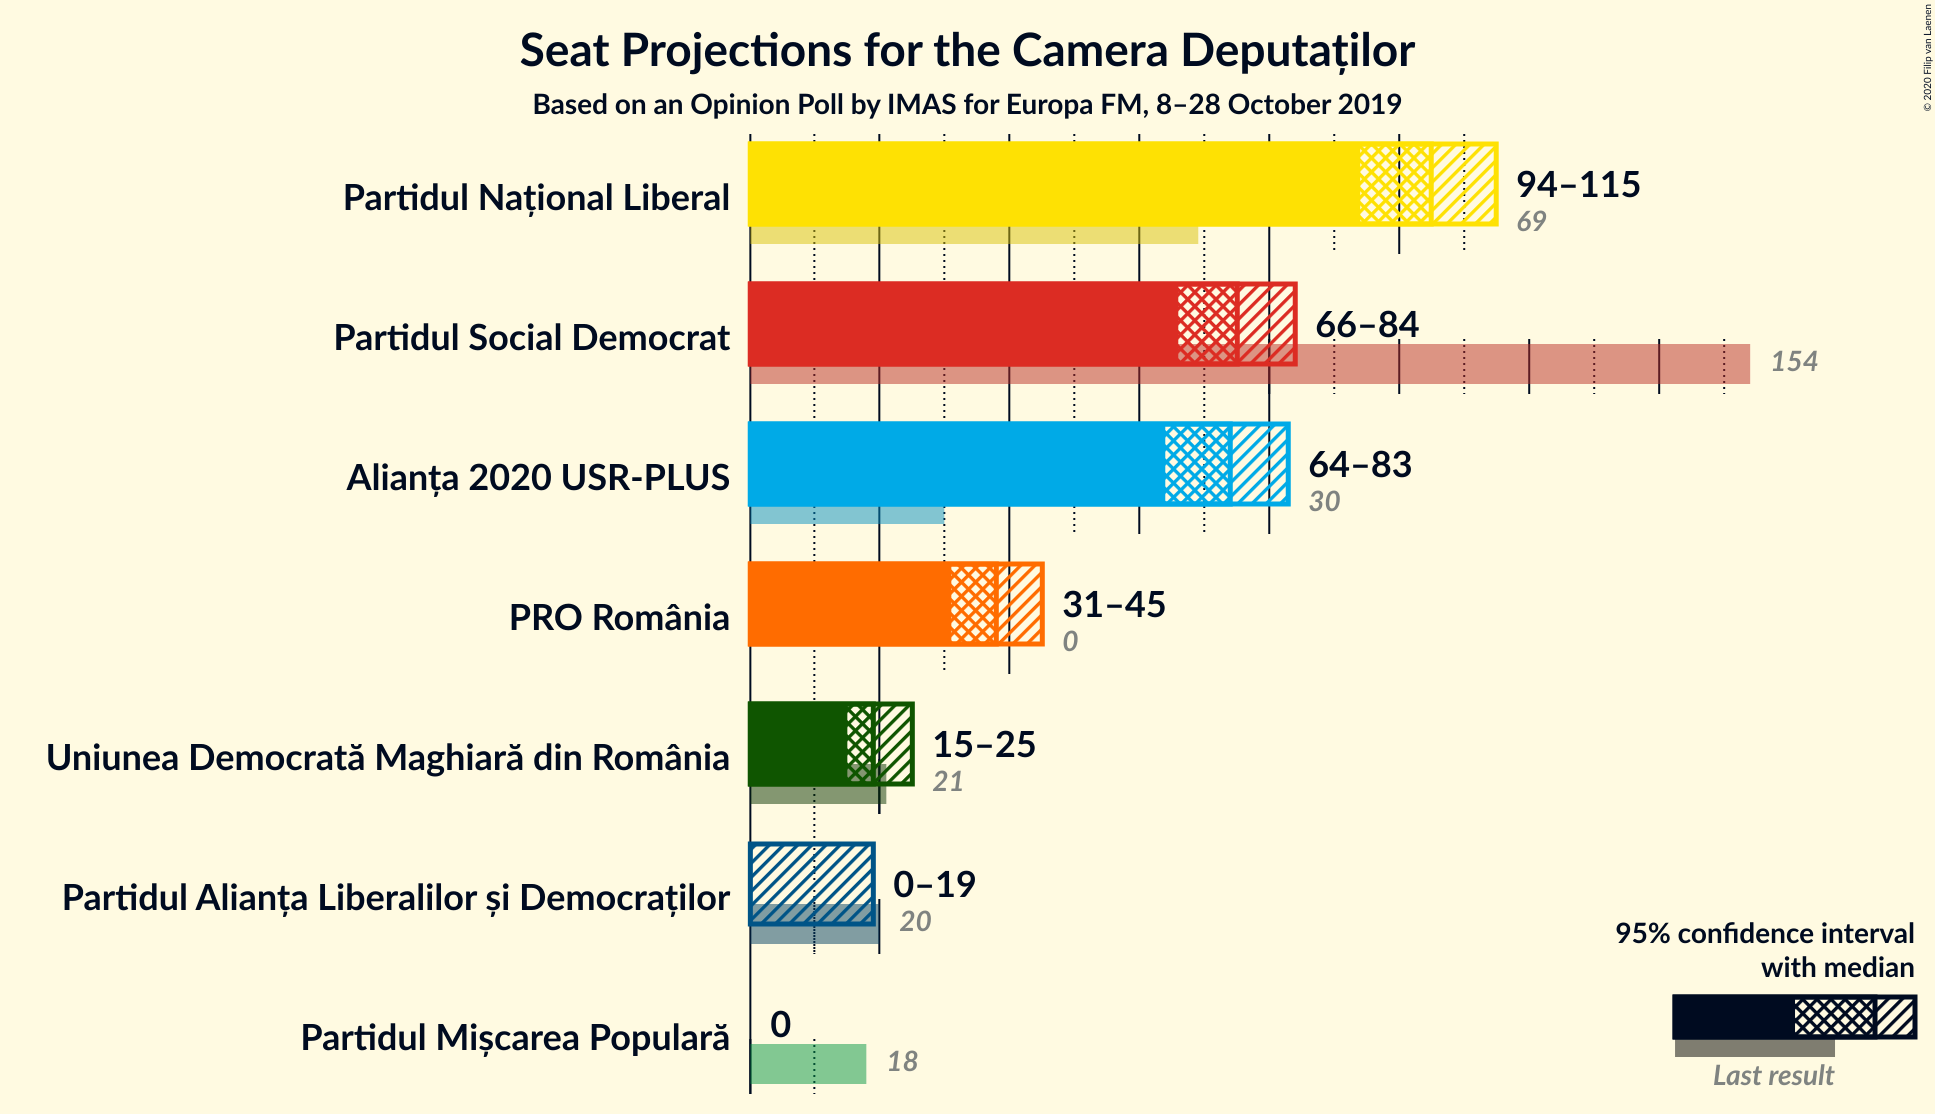 Seat Projections for the Camera Deputaților
Based on an Opinion Poll by IMAS for Europa FM, 8–28 October 2019
© 2020 Filip van Laenen
Partidul Național Liberal
94–115
69
Partidul Social Democrat
66–84
154
Alianța 2020 USR-PLUS
64–83
30
PRO România
31–45
0
Uniunea Democrată Maghiară din România
15–25
21
Partidul Alianța Liberalilor și Democraților
0–19
20
Partidul Mișcarea Populară
0
18
95% confidence interval
with median
Last result